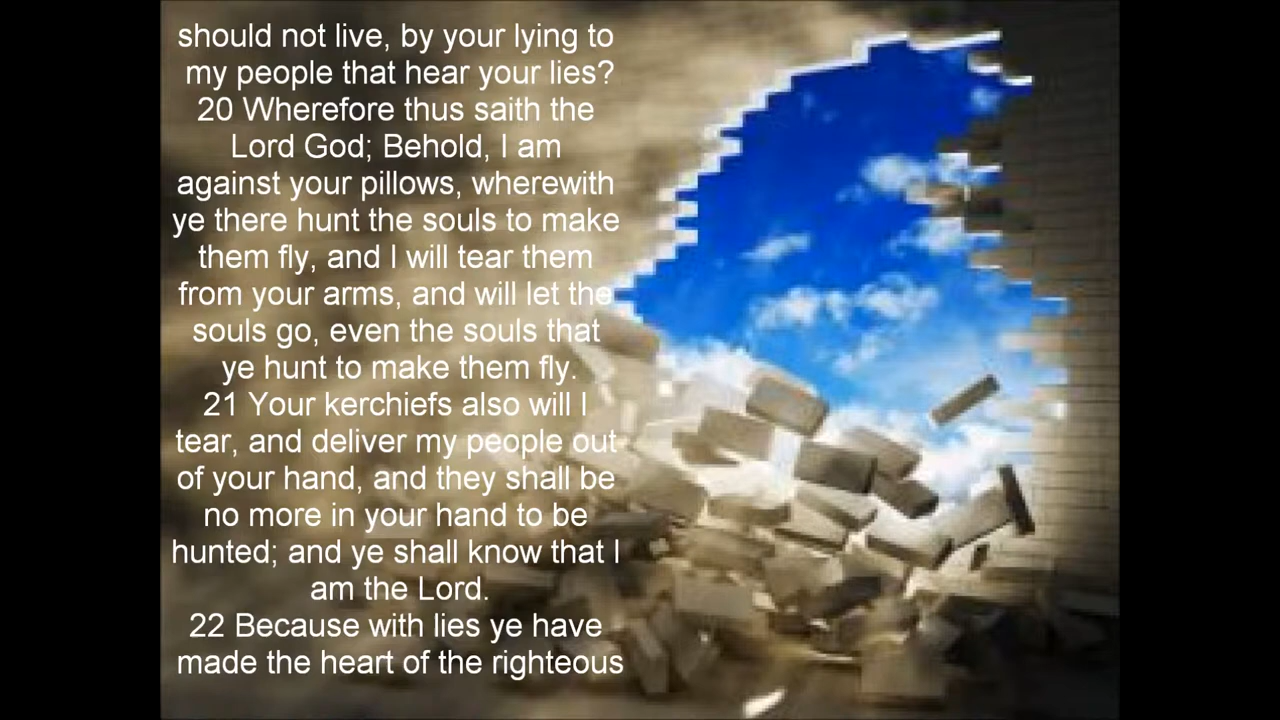 should not live, by your lying to
my people that hear your lies?
20 Wherefore thus saith the
Lord God; Behold, I am
against your pillows, wherewith
ye there hunt the souls to make
them fly, and I will tear them
from your arms, and will let the
souls go, even the souls that
ye hunt to make them fly.
21 Your kerchiefs also will I
tear, and deliver my people out
of your hand, and they shall be
no more in your hand to be
hunted; and ye shall know that I
am the Lord.
22 Because with lies ye have
made the heart of the righteous